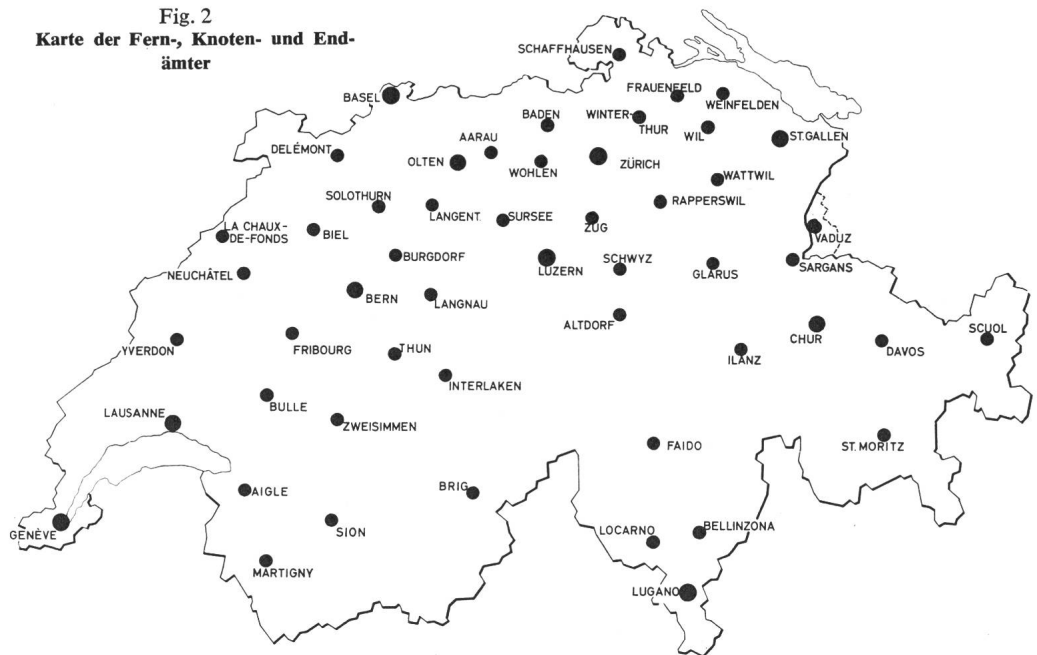 Fig. 2
Karte der Fern-, Knoten- und End-
ämter
SCHAFFHAUSEN
FRAUENFELD
WEINFELDEN
BASEL
BADEN
WINTER-
THUR
WIL
ST.GALLEN
AARAU
DELÉMONT
OLTEN
WOHLEN
ZÜRICH
WATTWIL
SOLOTHURN
LANGENT.
SURSEE
ZUG
RAPPERSWIL
LA CHAUX-
DE-FONDS
BIEL
VADUZ
BURGDORF
LUZERN
SCHWYZ
GLARUS
SARGANS
NEUCHÂTEL
BERN
LANGNAU
ALTDORF
CHUR
SCUOL
YVERDON
FRIBOURG
THUN
ILANZ
DAVOS
INTERLAKEN
BULLE
LAUSANNE
ZWEISIMMEN
FAIDO
ST.MORITZ
AIGLE
BRIG
GENÈVE
SION
LOCARNO
BELLINZONA
MARTIGNY
LUGANO